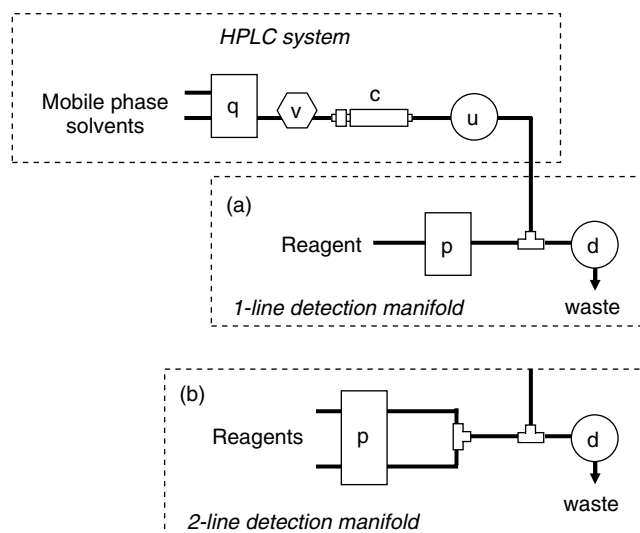 HPLC system
Mobile phase
solvents
q
v
c
u
(a)
Reagent
p
d
waste
1-line detection manifold
(b)
Reagents
p
d
waste
2-line detection manifold